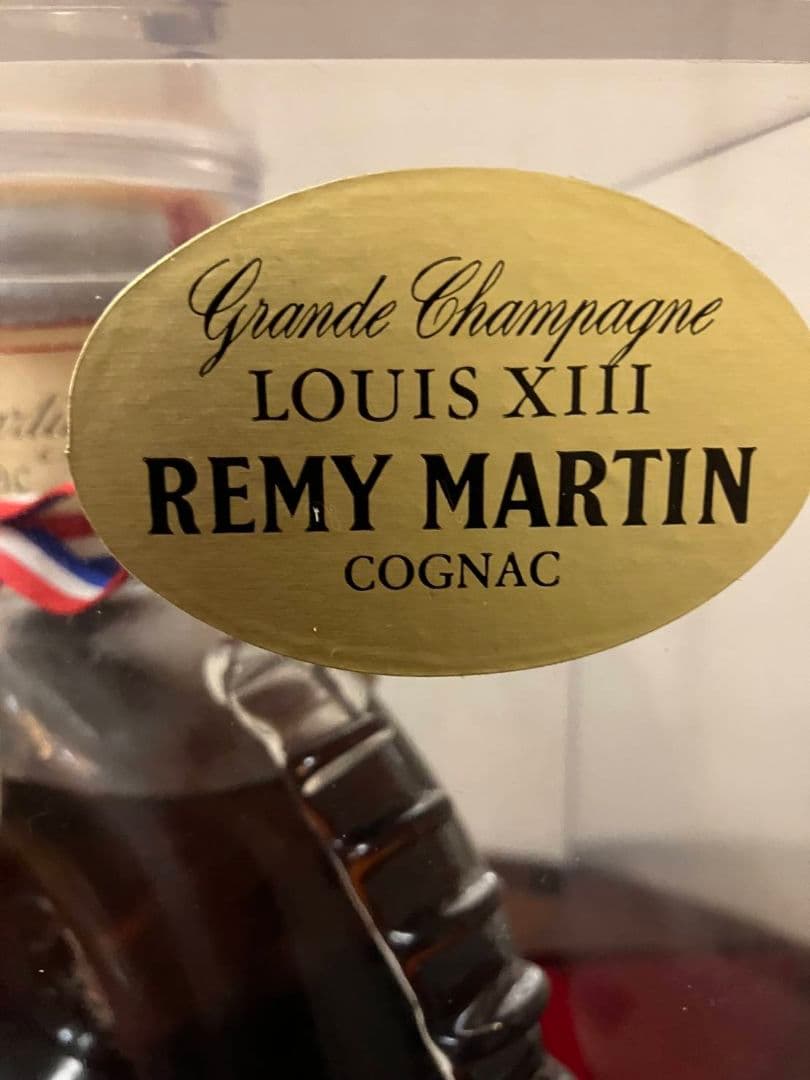 Grande Champagne
LOUIS XIII
REMY MARTIN
COGNAC